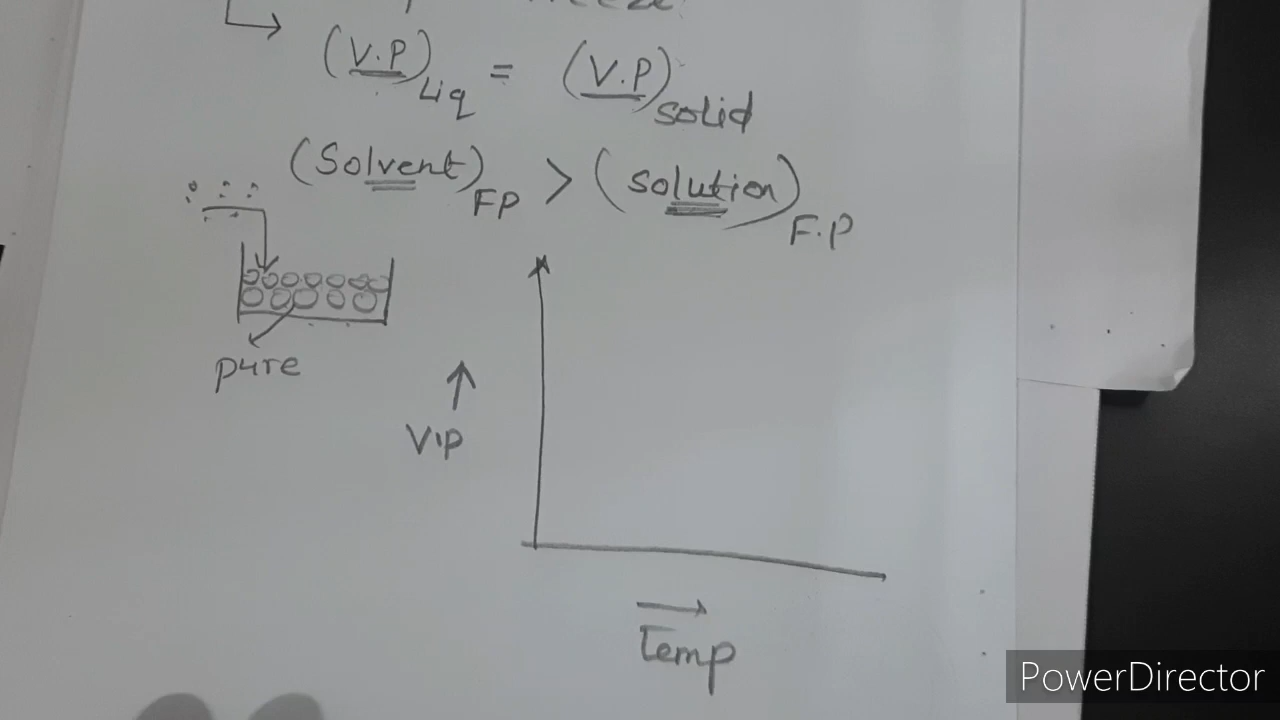 (V.P)Liq = (V.P)solid
(Solvent)FP > (solution)F.P
pure
V.P
Temp
PowerDirector